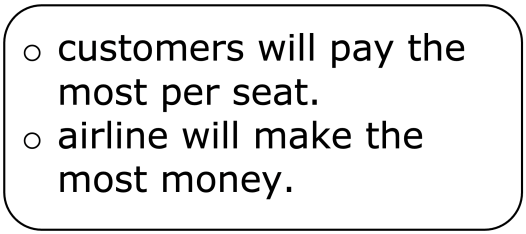 ○ customers will pay the
most per seat.
○ airline will make the
most money.